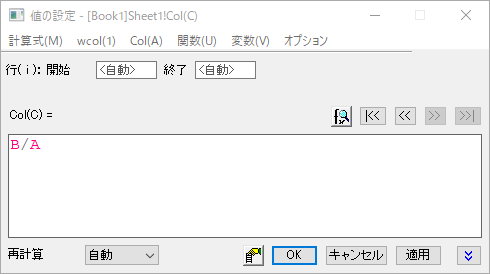 値の設定 - [Book1]Sheet1!Col(C)
計算式(M) wcol(1) Col(A) 関数(U) 変数(V) オプション
行(i): 開始 <自動> 終了 <自動>
Col(C) =
B/A
再計算 自動 OK キャンセル 適用